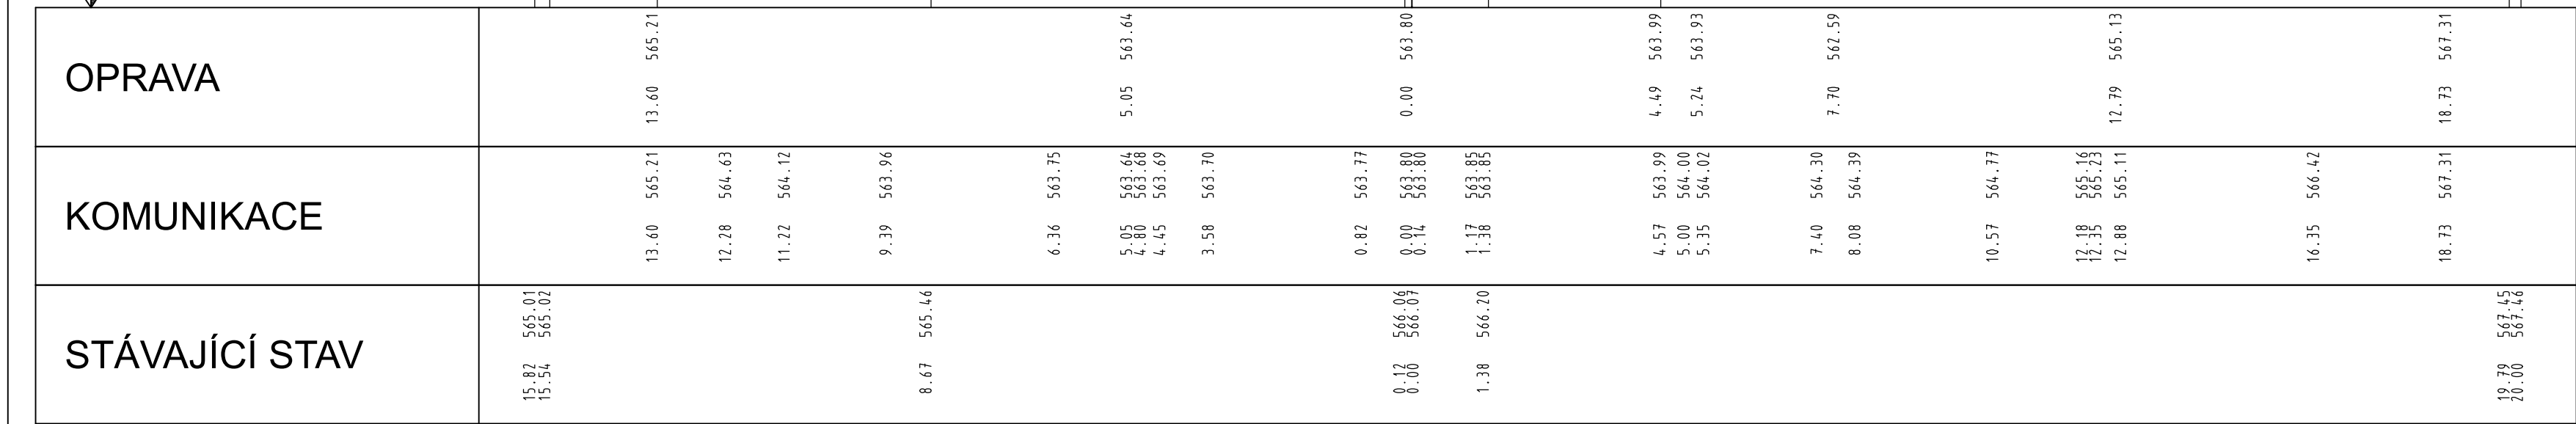 OPRAVA
565.21 563.64 563.80 563.99 563.93 562.59 565.13 567.31
13.60 5.05 0.00 4.49 5.24 7.70 12.79 18.73
KOMUNIKACE
565.21 564.63 564.12 563.96 563.75 563.64 563.68 563.69 563.70 563.77 563.80 563.80 563.85 563.85 563.99 564.00 564.02 564.30 564.39 564.77 565.16 565.23 565.11 566.42 567.31
13.60 12.28 11.22 9.39 6.36 5.05 4.80 4.45 3.58 0.82 0.00 0.14 1.17 1.38 4.57 5.00 5.35 7.40 8.08 10.57 12.18 12.35 12.88 16.35 18.73
STÁVAJÍCÍ STAV
565.01 565.02 565.46 566.06 566.07 566.20 567.45 567.46
15.82 15.54 8.67 0.12 0.00 1.38 19.79 20.00